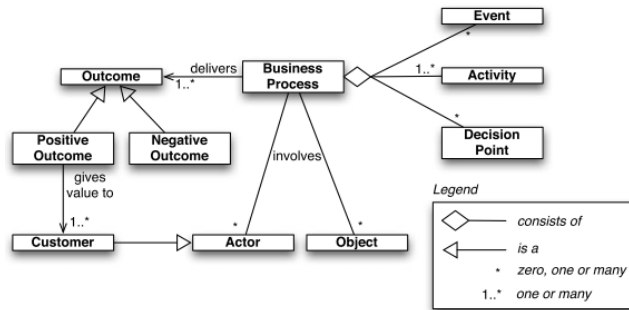 Event
*
delivers
Outcome
1..*
Business
Process
1..*
Activity
*
Positive
Outcome
Negative
Outcome
Decision
Point
involves
gives
value to
1..*
*
*
Customer
Actor
Object
Legend
consists of
is a
* zero, one or many
1..* one or many